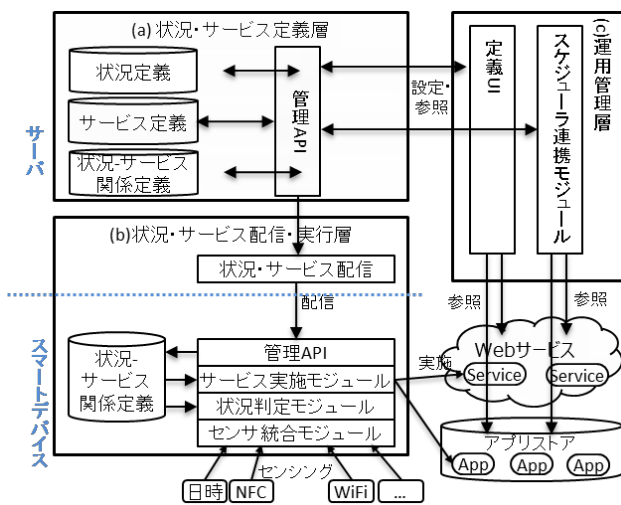 (a) 状況・サービス定義層
状況定義
サービス定義
状況-サービス
関係定義
管理API
サーバ
設定・
参照
(c)運用管理層
定義UI
スケジューラ連携モジュール
(b)状況・サービス配信・実行層
状況・サービス配信
配信
スマートデバイス
状況-
サービス
関係定義
管理API
サービス実施モジュール
状況判定モジュール
センサ統合モジュール
センシング
日時
NFC
WiFi
...
実施
参照
参照
Webサービス
Service
Service
アプリストア
App
App
App